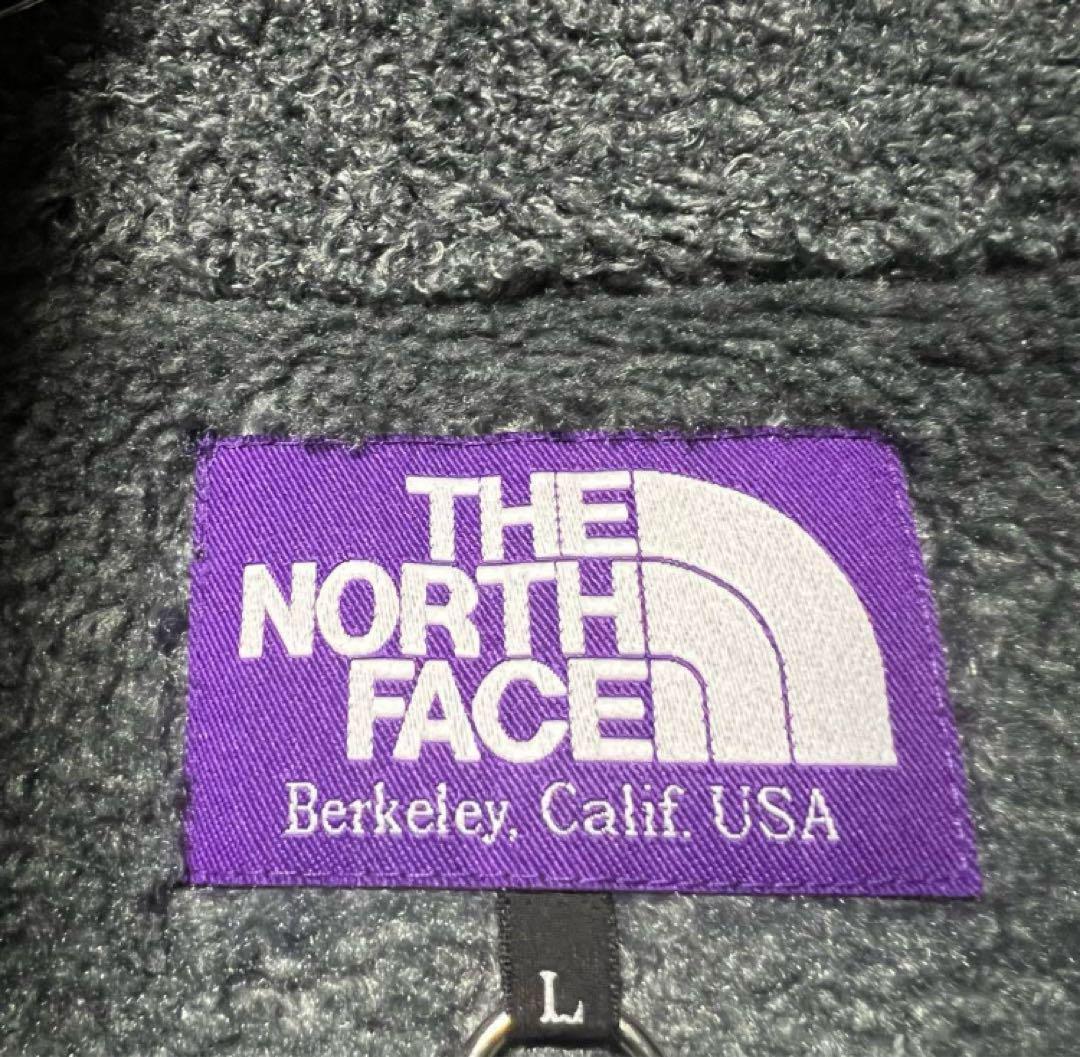 THE
NORTH
FACE
Berkeley, Calif. USA
L